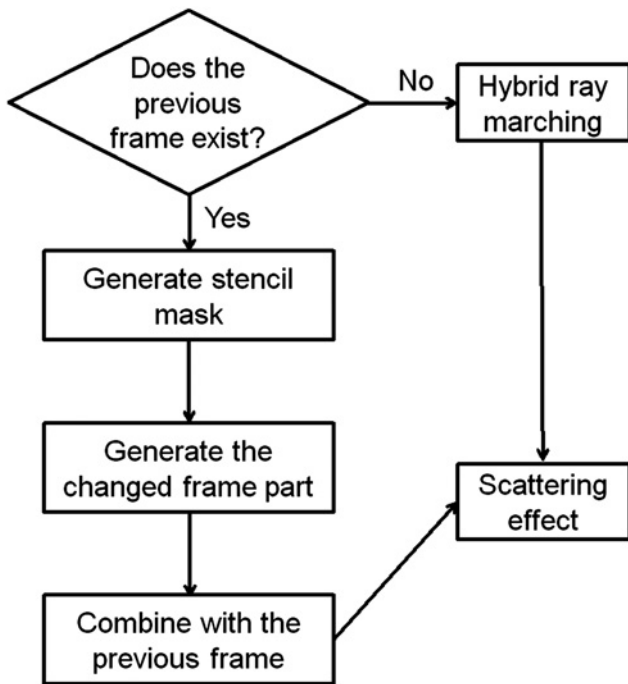 Does the
previous
frame exist?
No
Hybrid ray
marching
Yes
Generate stencil
mask
Generate the
changed frame part
Scattering
effect
Combine with the
previous frame